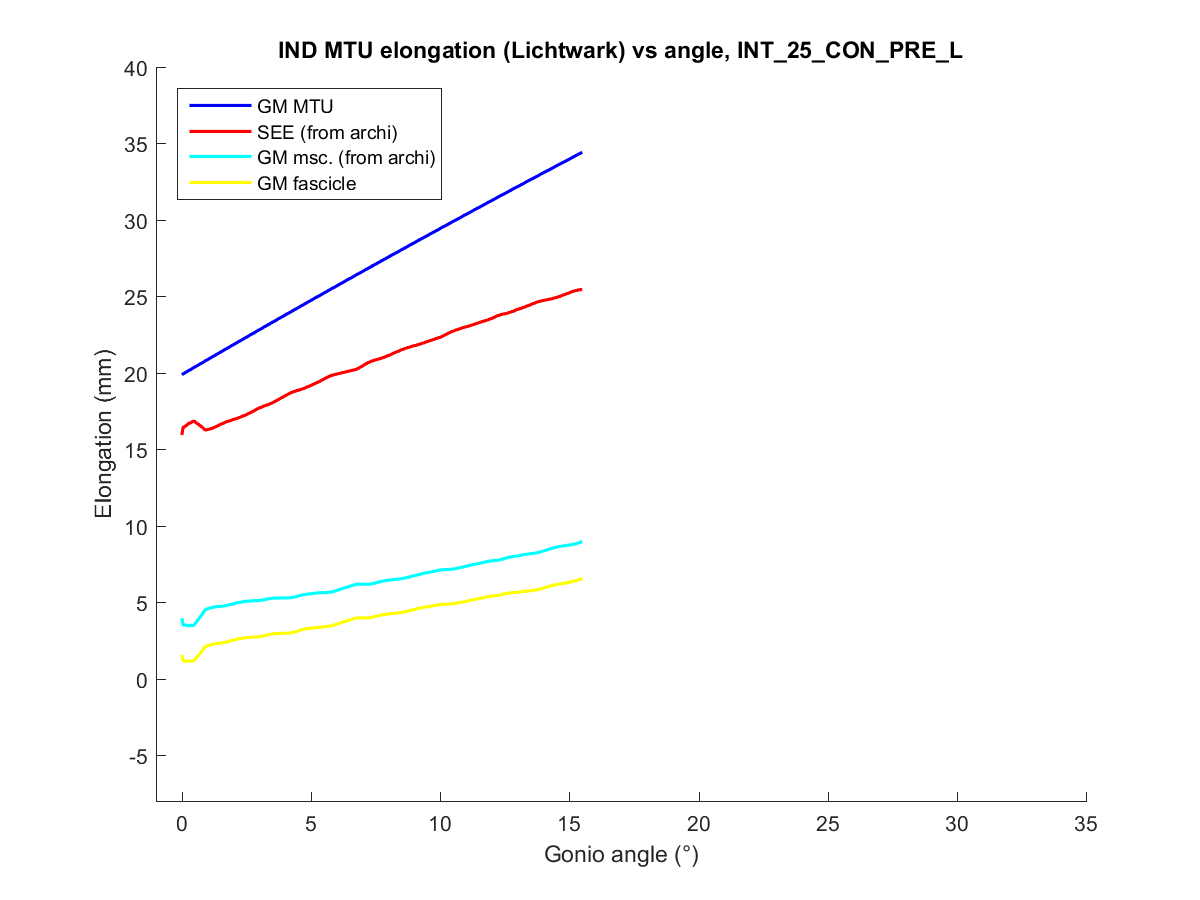 IND MTU elongation (Lichtwark) vs angle, INT_25_CON_PRE_L
40
35
30
25
20
15
10
5
0
-5
Elongation (mm)
GM MTU
SEE (from archi)
GM msc. (from archi)
GM fascicle
0 5 10 15 20 25 30 35
Gonio angle (°)